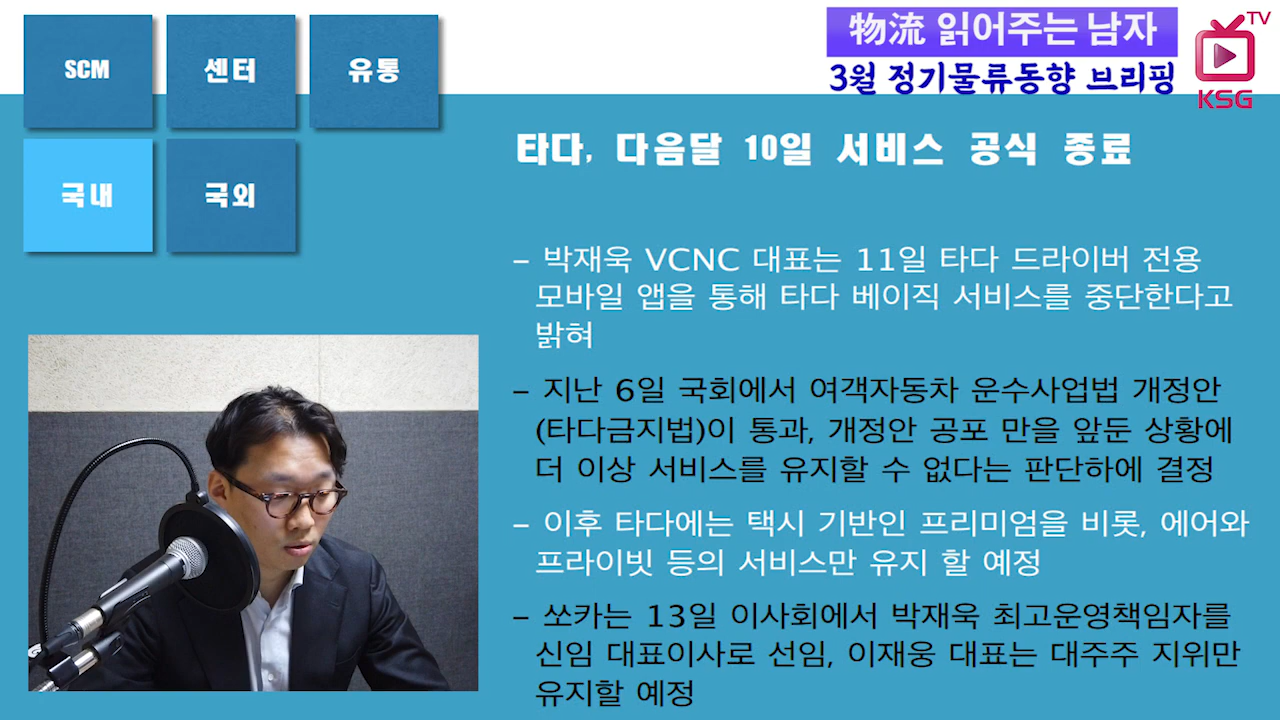 SCM
센터
유통
국내
국외
物流 읽어주는 남자
3월 정기물류동향 브리핑
TV
KSG
타다, 다음달 10일 서비스 공식 종료
– 박재욱 VCNC 대표는 11일 타다 드라이버 전용
모바일 앱을 통해 타다 베이직 서비스를 중단한다고
밝혀
– 지난 6일 국회에서 여객자동차 운수사업법 개정안
(타다금지법)이 통과, 개정안 공포 만을 앞둔 상황에
더 이상 서비스를 유지할 수 없다는 판단하에 결정
– 이후 타다에는 택시 기반인 프리미엄을 비롯, 에어와
프라이빗 등의 서비스만 유지 할 예정
– 쏘카는 13일 이사회에서 박재욱 최고운영책임자를
신임 대표이사로 선임, 이재웅 대표는 대주주 지위만
유지할 예정